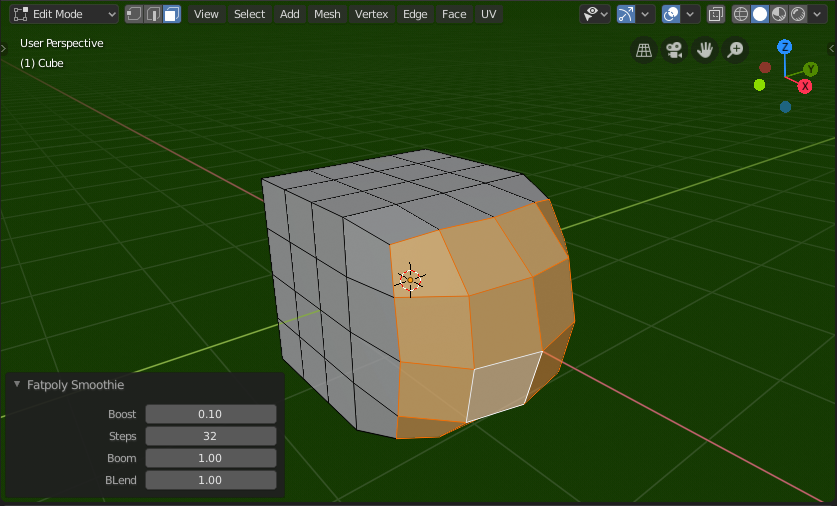 Edit Mode View Select Add Mesh Vertex Edge Face UV
User Perspective
(1) Cube
Z
Y
X
Fatpoly Smoothie
Boost 0.10
Steps 32
Boom 1.00
BLend 1.00